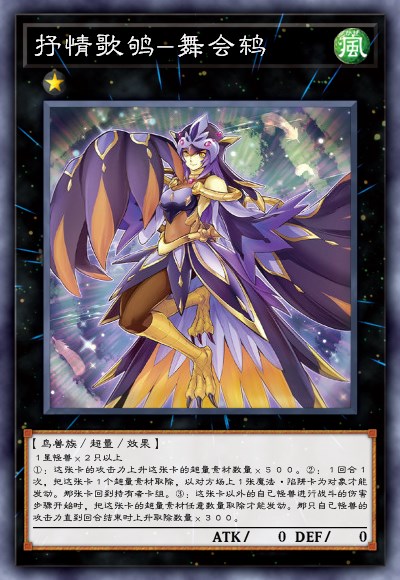 抒情歌鸲-舞会鸫
風
【鸟兽族／超量／效果】
1星怪兽×2只以上
①：这张卡的攻击力上升这张卡的超量素材数量×500。②：1回合1
次，把这张卡1个超量素材取除，以对方场上1张魔法·陷阱卡为对象才能
发动。那张卡回到持有者卡组。③：这张卡以外的自己怪兽进行战斗的伤害
步骤开始时，把这张卡的超量素材任意数量取除才能发动。那只自己怪兽的
攻击力直到回合结束时上升取除数量×300。
ATK/ 0 DEF/ 0